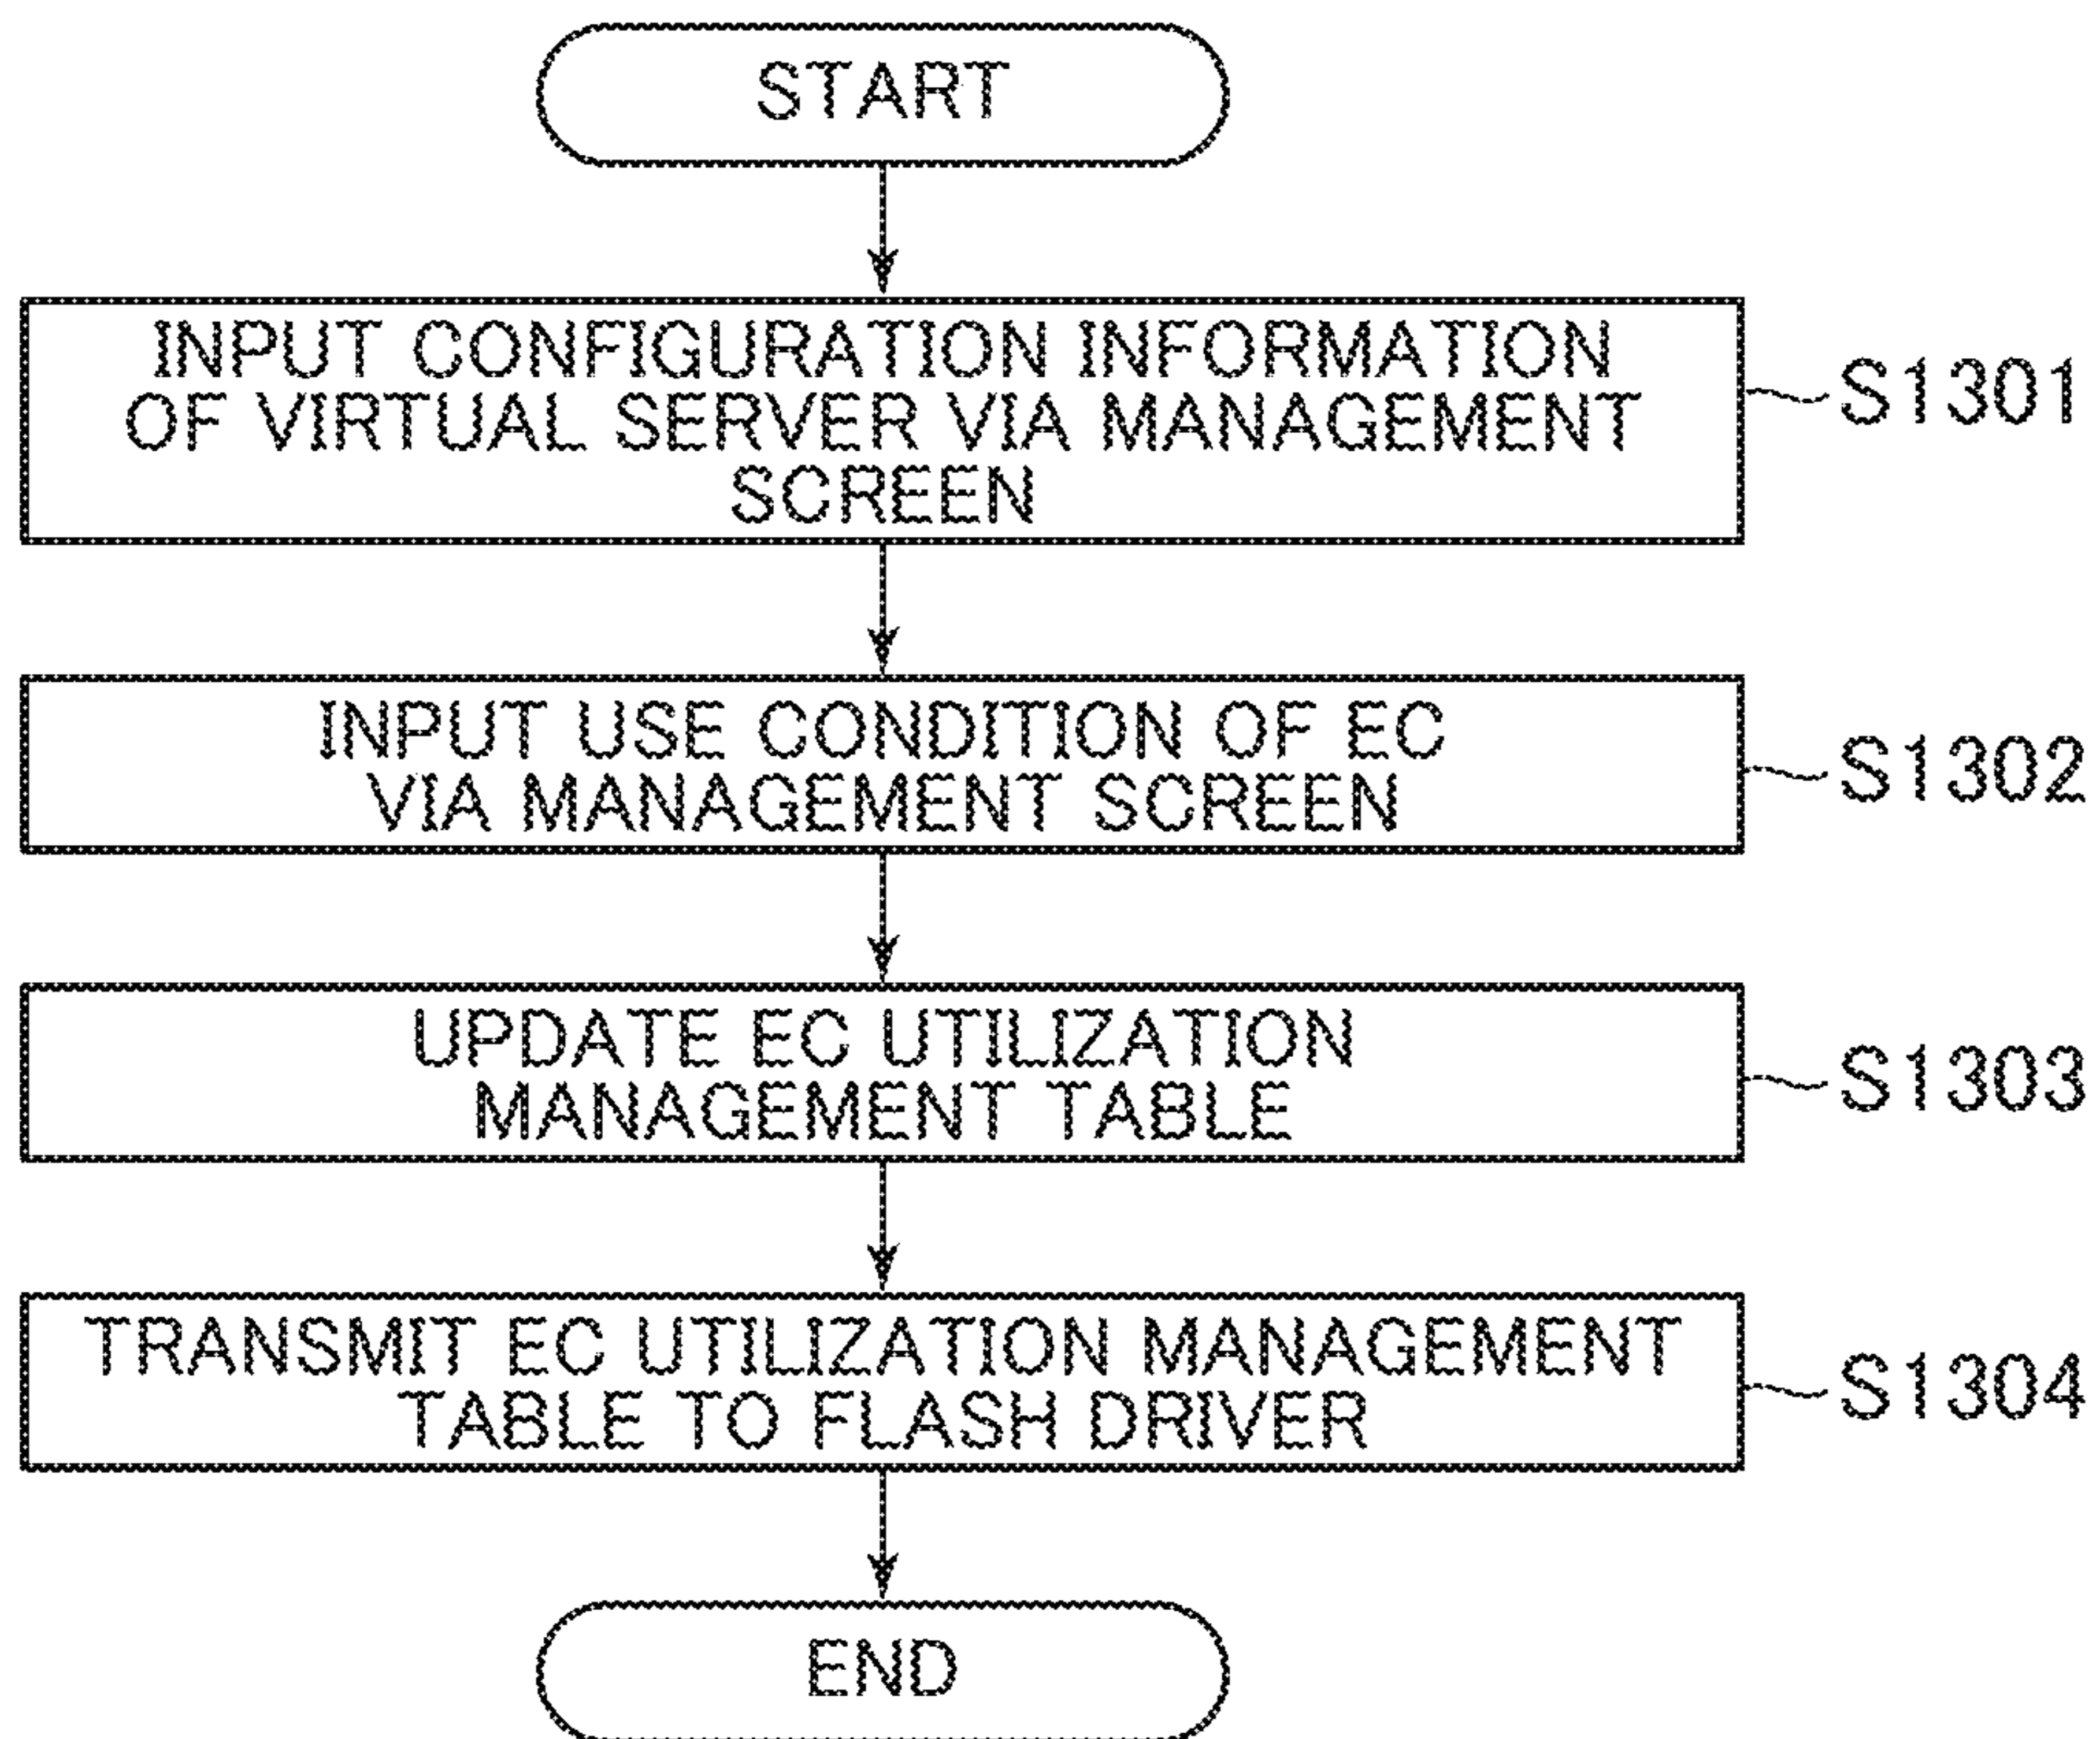 START
INPUT CONFIGURATION INFORMATION
OF VIRTUAL SERVER VIA MANAGEMENT
SCREEN
S1301
INPUT USE CONDITION OF EC
VIA MANAGEMENT SCREEN
S1302
UPDATE EC UTILIZATION
MANAGEMENT TABLE
S1303
TRANSMIT EC UTILIZATION MANAGEMENT
TABLE TO FLASH DRIVER
S1304
END